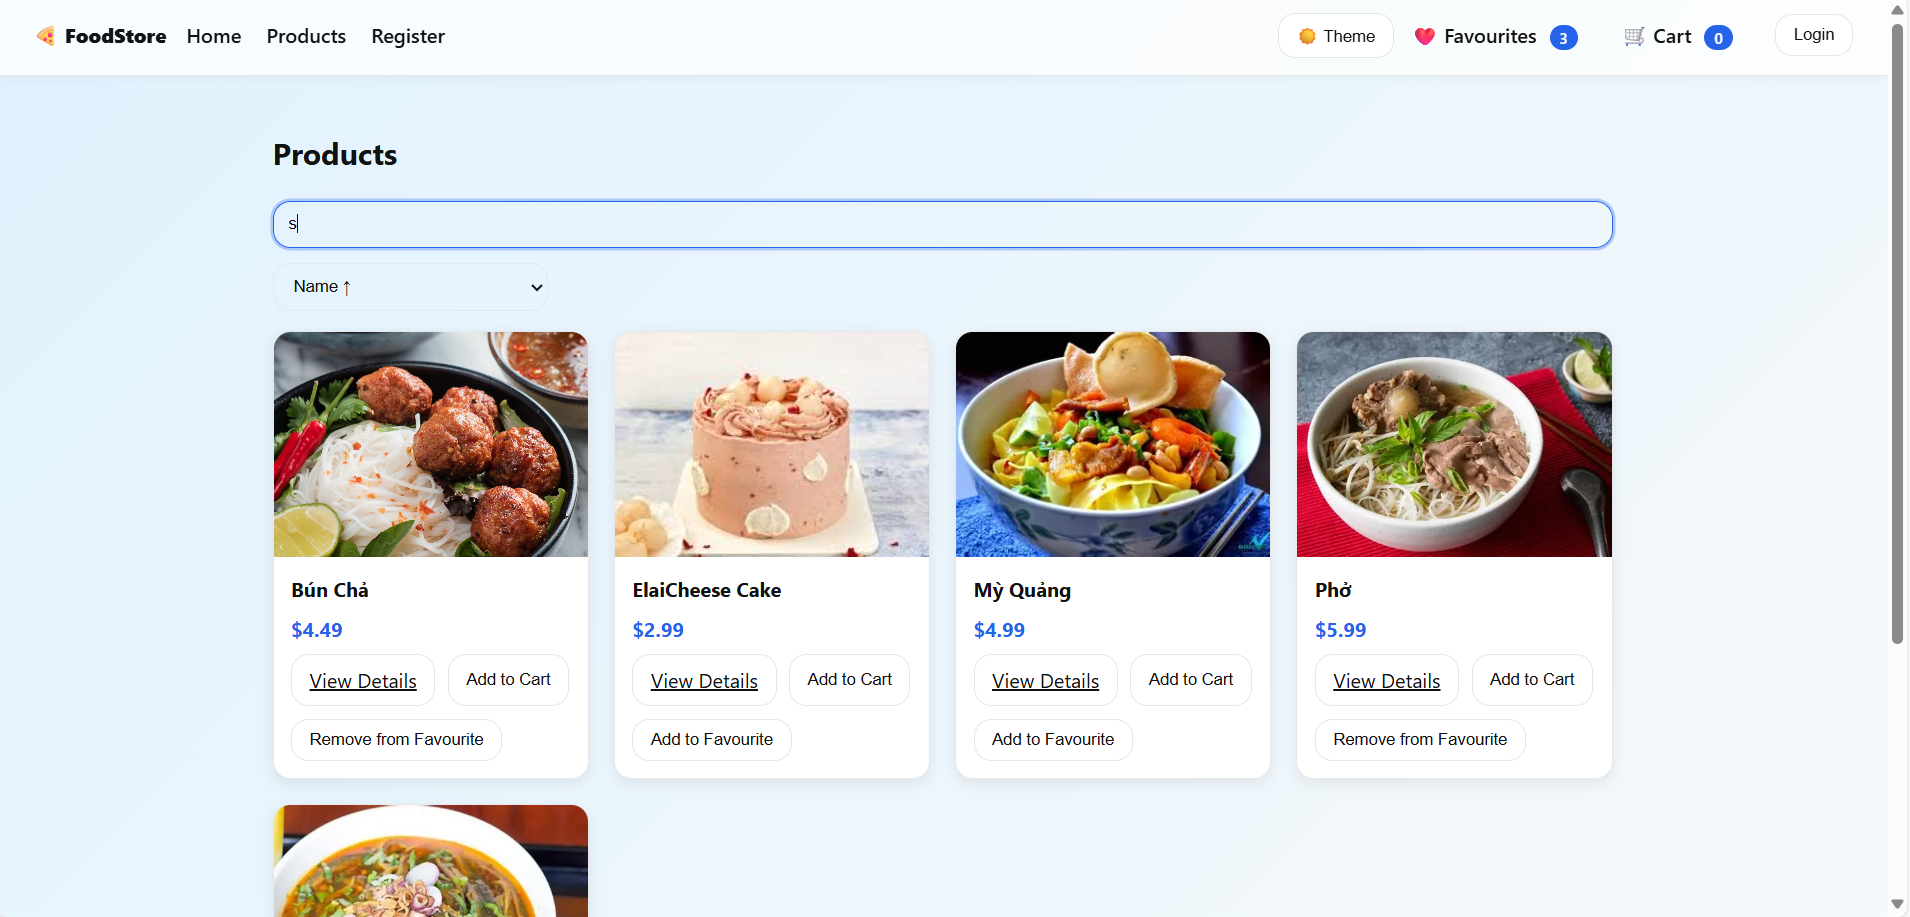 FoodStore Home Products Register Theme Favourites 3 Cart 0 Login
Products
s
Name ↑
Bún Chả
$4.49
View Details Add to Cart
Remove from Favourite
ElaiCheese Cake
$2.99
View Details Add to Cart
Add to Favourite
Mỳ Quảng
$4.99
View Details Add to Cart
Add to Favourite
Phở
$5.99
View Details Add to Cart
Remove from Favourite